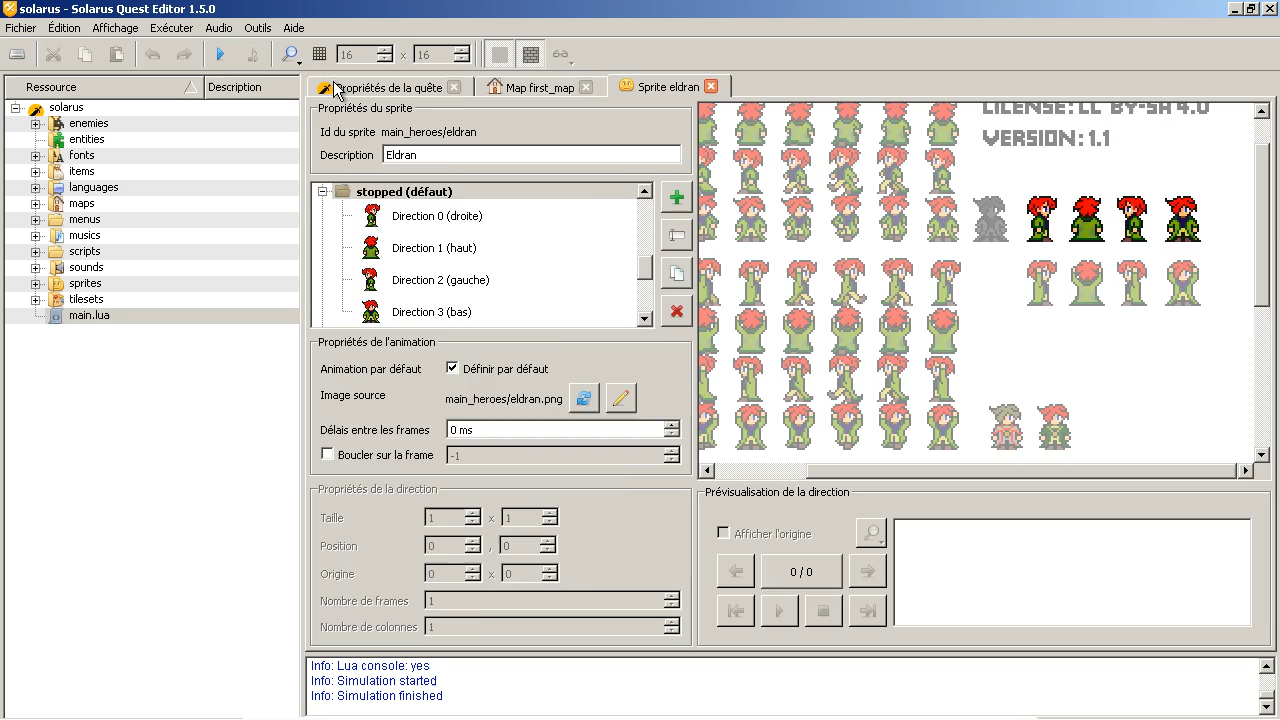 solarus - Solarus Quest Editor 1.5.0
Fichier Édition Affichage Exécuter Audio Outils Aide
16 x 16
Ressource Description
solarus
enemies
entities
fonts
items
languages
maps
menus
musics
scripts
sounds
sprites
tilesets
main.lua
Propriétés de la quête Map first_map Sprite eldran
Propriétés du sprite
Id du sprite main_heroes/eldran
Description Eldran
stopped (défaut)
Direction 0 (droite)
Direction 1 (haut)
Direction 2 (gauche)
Direction 3 (bas)
Propriétés de l'animation
Animation par défaut Définir par défaut
Image source main_heroes/eldran.png
Délais entre les frames 0 ms
Boucler sur la frame -1
Propriétés de la direction
Taille 1 x 1
Position 0 , 0
Origine 0 x 0
Nombre de frames 1
Nombre de colonnes 1
LICENSE: CC BY-SA 4.0
VERSION: 1.1
Prévisualisation de la direction
Afficher l'origine
0 / 0
Info: Lua console: yes
Info: Simulation started
Info: Simulation finished